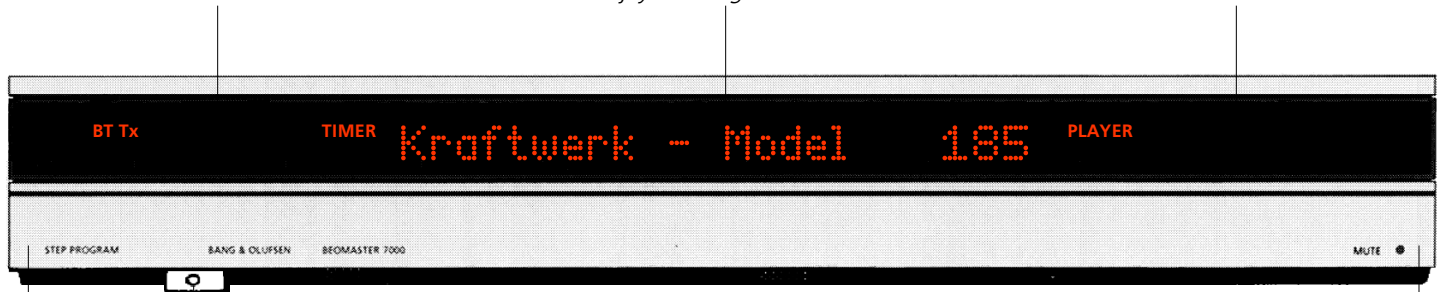 BT Tx TIMER Kraftwerk - Model 185 PLAYER
STEP PROGRAM BANG & OLUFSEN BEOMASTER 7000 MUTE